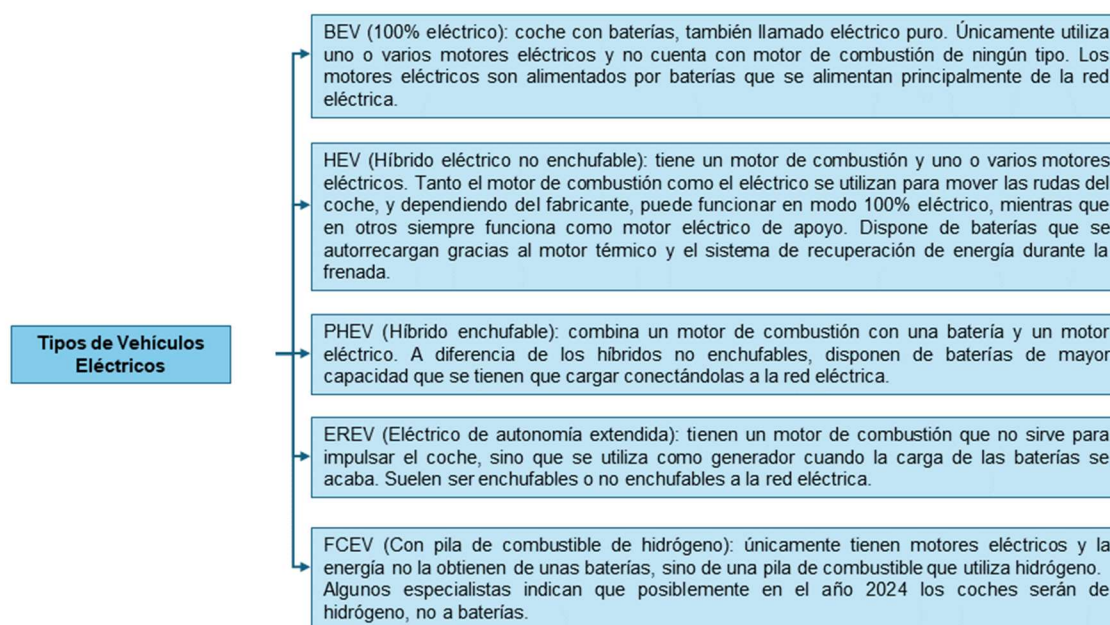 BEV (100% eléctrico): coche con baterías, también llamado eléctrico puro. Únicamente utiliza
uno o varios motores eléctricos y no cuenta con motor de combustión de ningún tipo. Los
motores eléctricos son alimentados por baterías que se alimentan principalmente de la red
eléctrica.
HEV (Híbrido eléctrico no enchufable): tiene un motor de combustión y uno o varios motores
eléctricos. Tanto el motor de combustión como el eléctrico se utilizan para mover las rudas del
coche, y dependiendo del fabricante, puede funcionar en modo 100% eléctrico, mientras que
en otros siempre funciona como motor eléctrico de apoyo. Dispone de baterías que se
autorrecargan gracias al motor térmico y el sistema de recuperación de energía durante la
frenada.
Tipos de Vehículos
Eléctricos
PHEV (Híbrido enchufable): combina un motor de combustión con una batería y un motor
eléctrico. A diferencia de los híbridos no enchufables, disponen de baterías de mayor
capacidad que se tienen que cargar conectándolas a la red eléctrica.
EREV (Eléctrico de autonomía extendida): tienen un motor de combustión que no sirve para
impulsar el coche, sino que se utiliza como generador cuando la carga de las baterías se
acaba. Suelen ser enchufables o no enchufables a la red eléctrica.
FCEV (Con pila de combustible de hidrógeno): únicamente tienen motores eléctricos y la
energía no la obtienen de unas baterías, sino de una pila de combustible que utiliza hidrógeno.
Algunos especialistas indican que posiblemente en el año 2024 los coches serán de
hidrógeno, no a baterías.